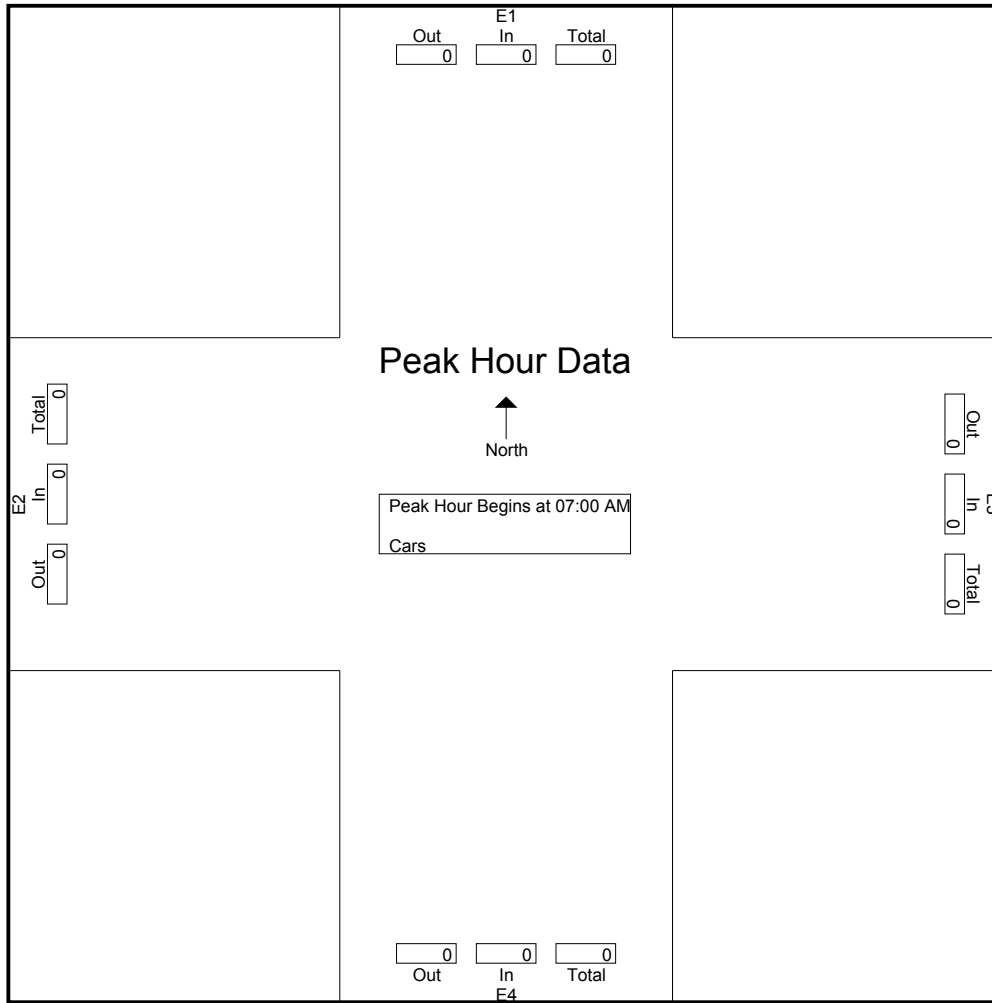 E1
Out In Total
0 0 0
Peak Hour Data
North
Peak Hour Begins at 07:00 AM
Cars
E2
Out In Total
0 0 0
Out In Total
0 0 0
0 0 0
Out In Total
E4